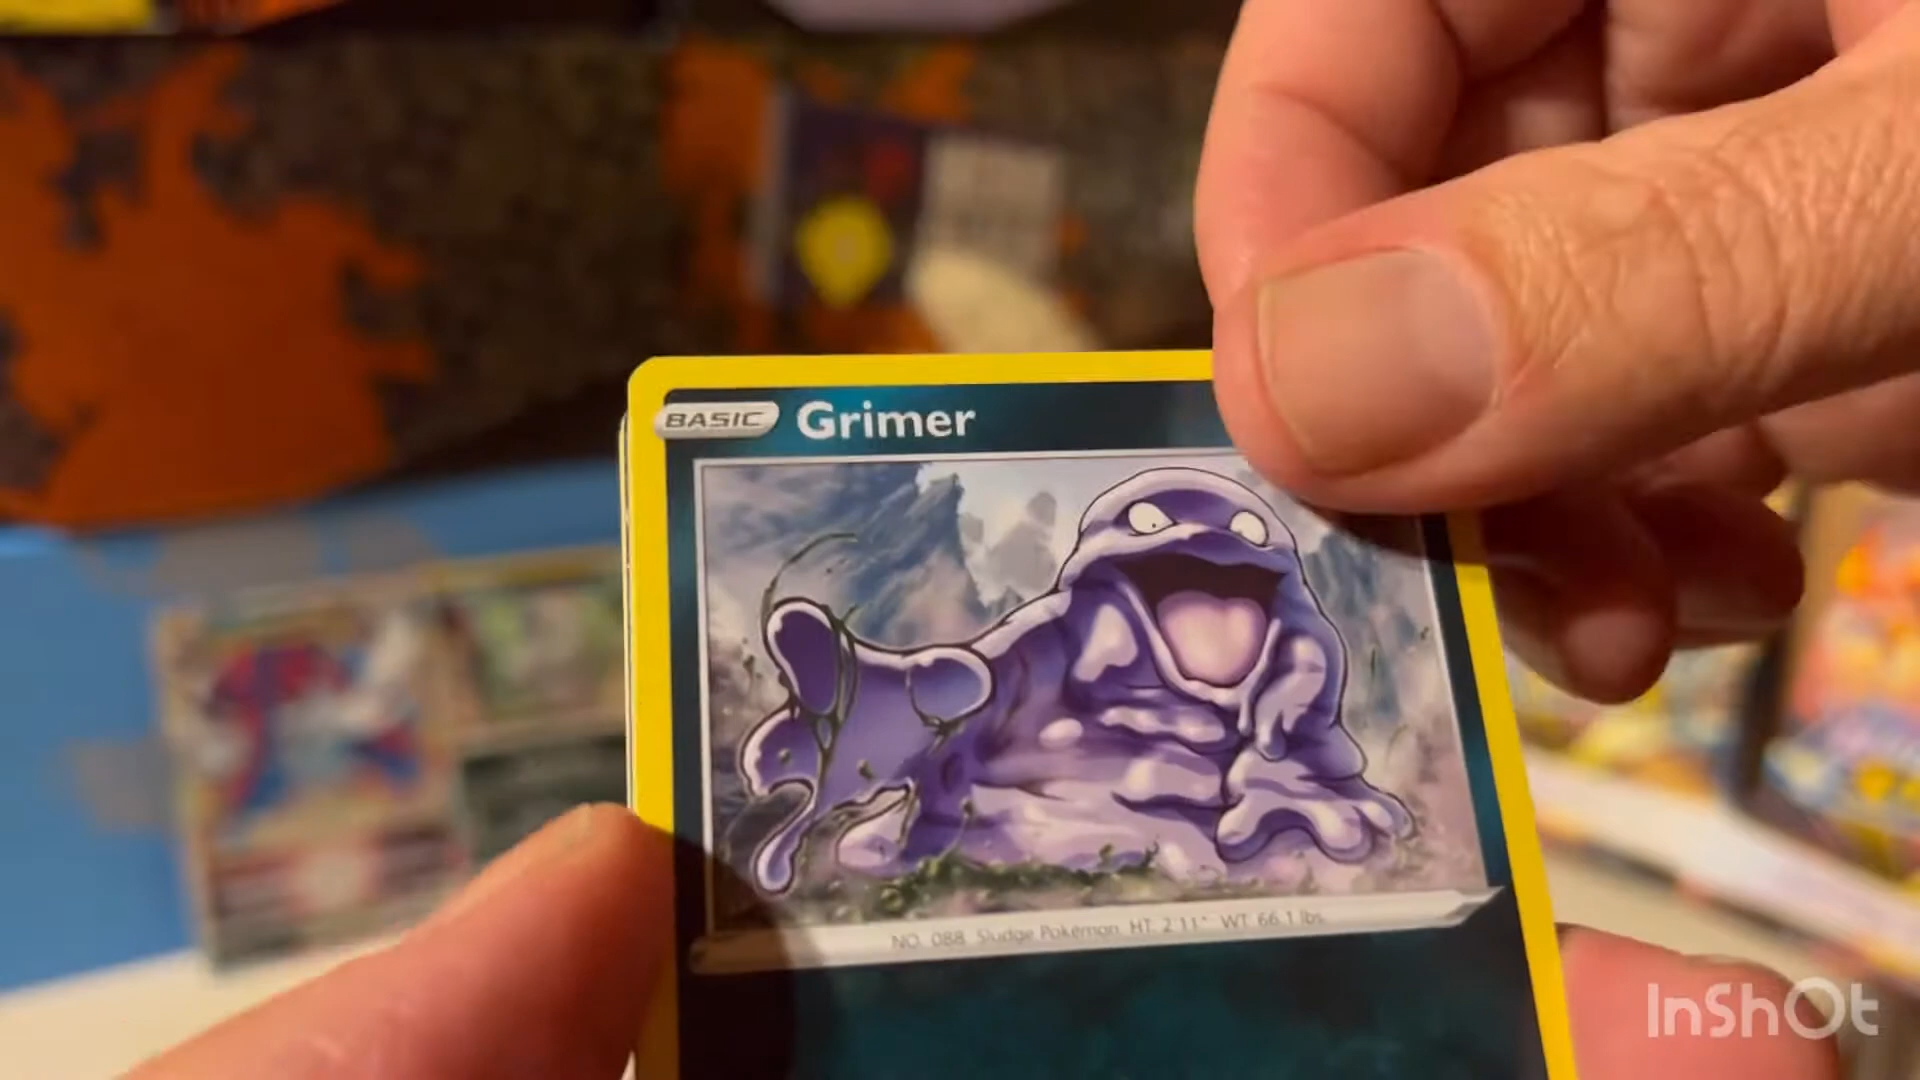 BASIC Grimer
NO. 088 Sludge Pokémon HT. 2'11" WT. 66.1 lbs.
InShOt